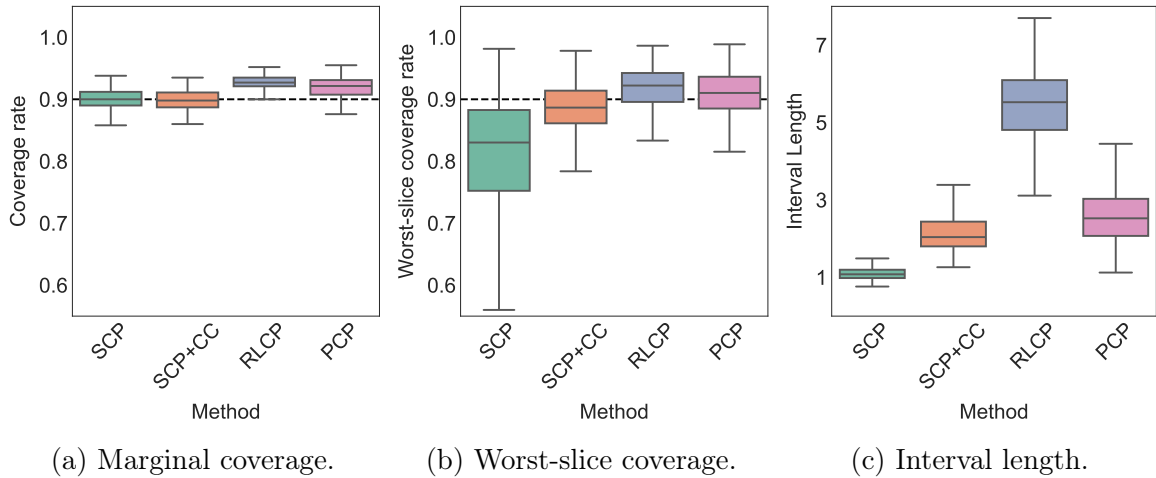 Coverage rate
1.0
0.9
0.8
0.7
0.6
SCP
SCP+CC
RLCP
PCP
Method
(a) Marginal coverage.
Worst-slice coverage rate
1.0
0.9
0.8
0.7
0.6
SCP
SCP+CC
RLCP
PCP
Method
(b) Worst-slice coverage.
Interval Length
7
5
3
1
SCP
SCP+CC
RLCP
PCP
Method
(c) Interval length.